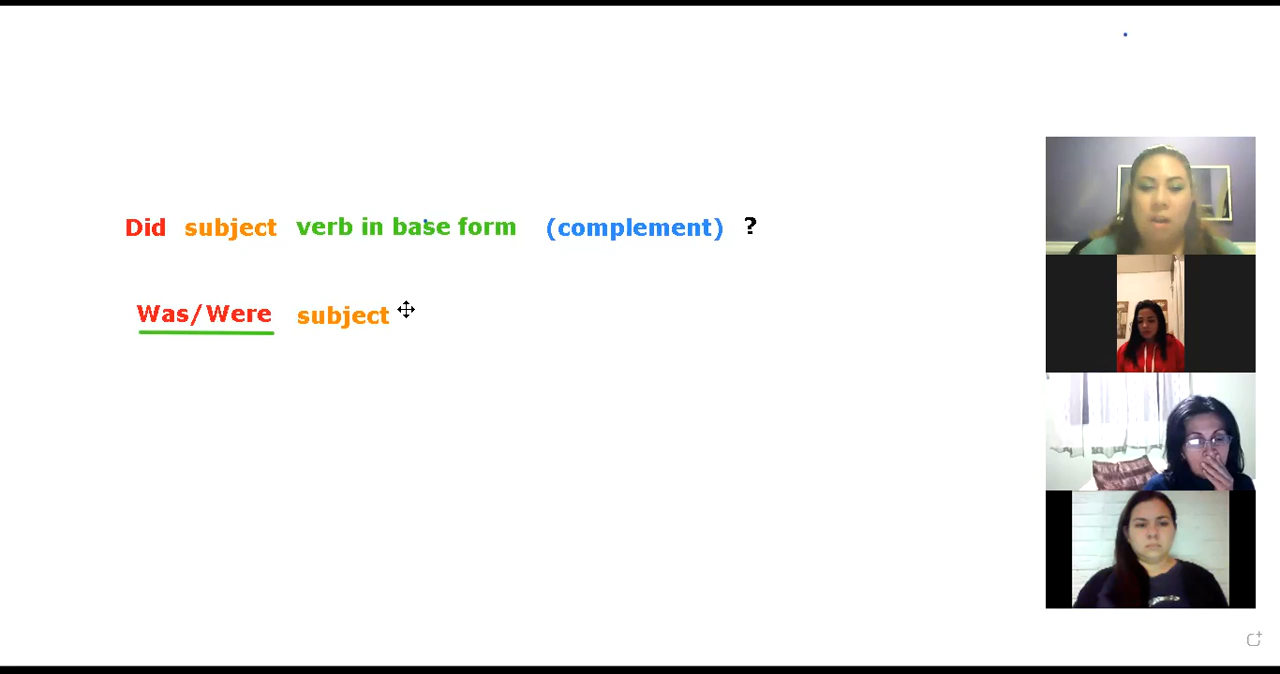 Did subject verb in base form (complement) ?
Was/Were subject